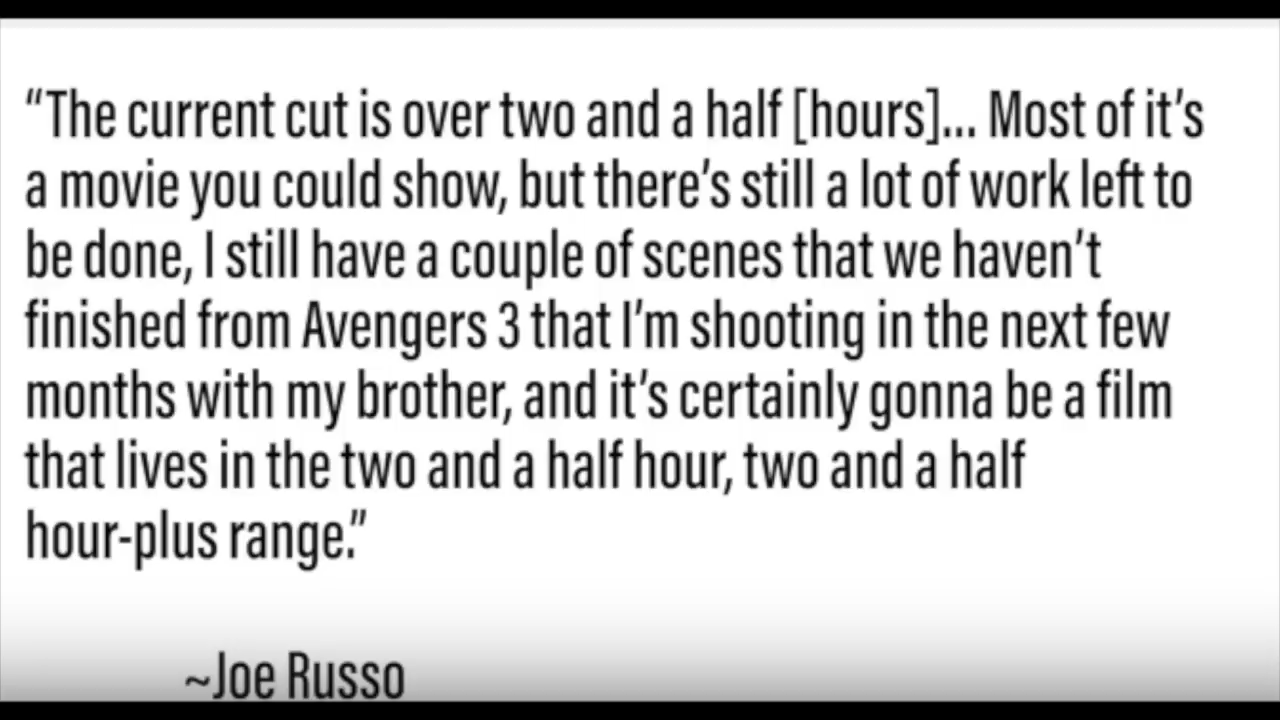 “The current cut is over two and a half [hours]... Most of it’s
a movie you could show, but there’s still a lot of work left to
be done, I still have a couple of scenes that we haven’t
finished from Avengers 3 that I’m shooting in the next few
months with my brother, and it’s certainly gonna be a film
that lives in the two and a half hour, two and a half
hour-plus range.”
~Joe Russo